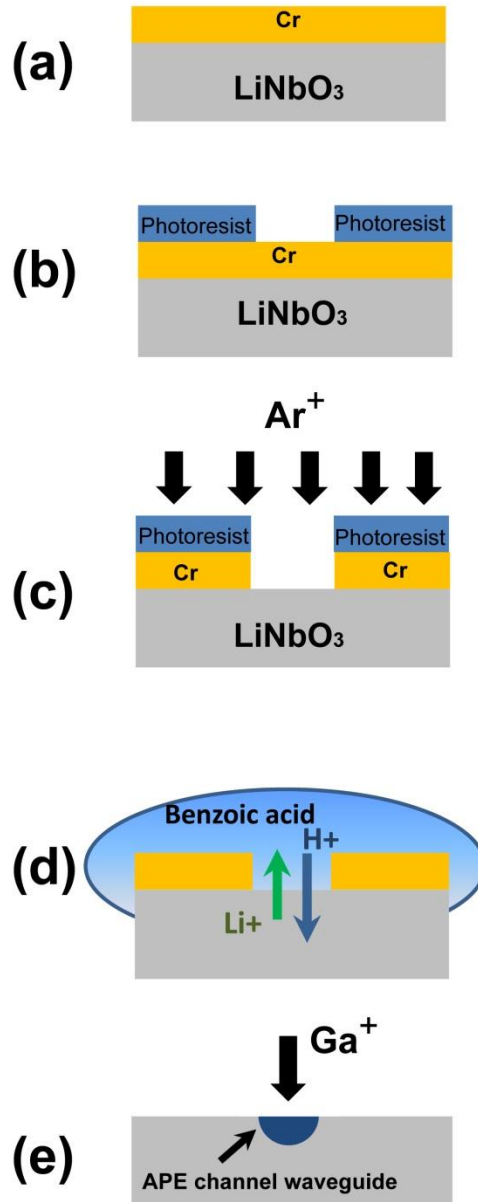 (a)
Cr
LiNbO₃
(b)
Photoresist Photoresist
Cr
LiNbO₃
Ar⁺
(c)
Photoresist Photoresist
Cr Cr
LiNbO₃
(d)
Benzoic acid
H+
Li+
Ga⁺
(e)
APE channel waveguide